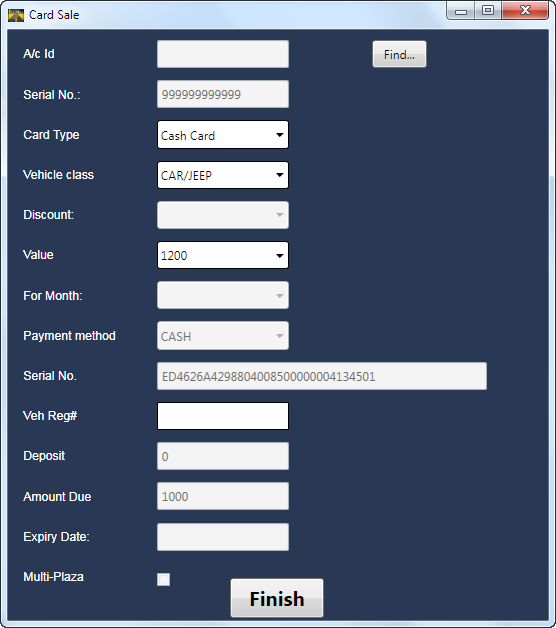 Card Sale
A/c Id
Find...
Serial No.: 999999999999
Card Type Cash Card
Vehicle class CAR/JEEP
Discount:
Value 1200
For Month:
Payment method CASH
Serial No. ED4626A4298804008500000004134501
Veh Reg#
Deposit 0
Amount Due 1000
Expiry Date:
Multi-Plaza
Finish